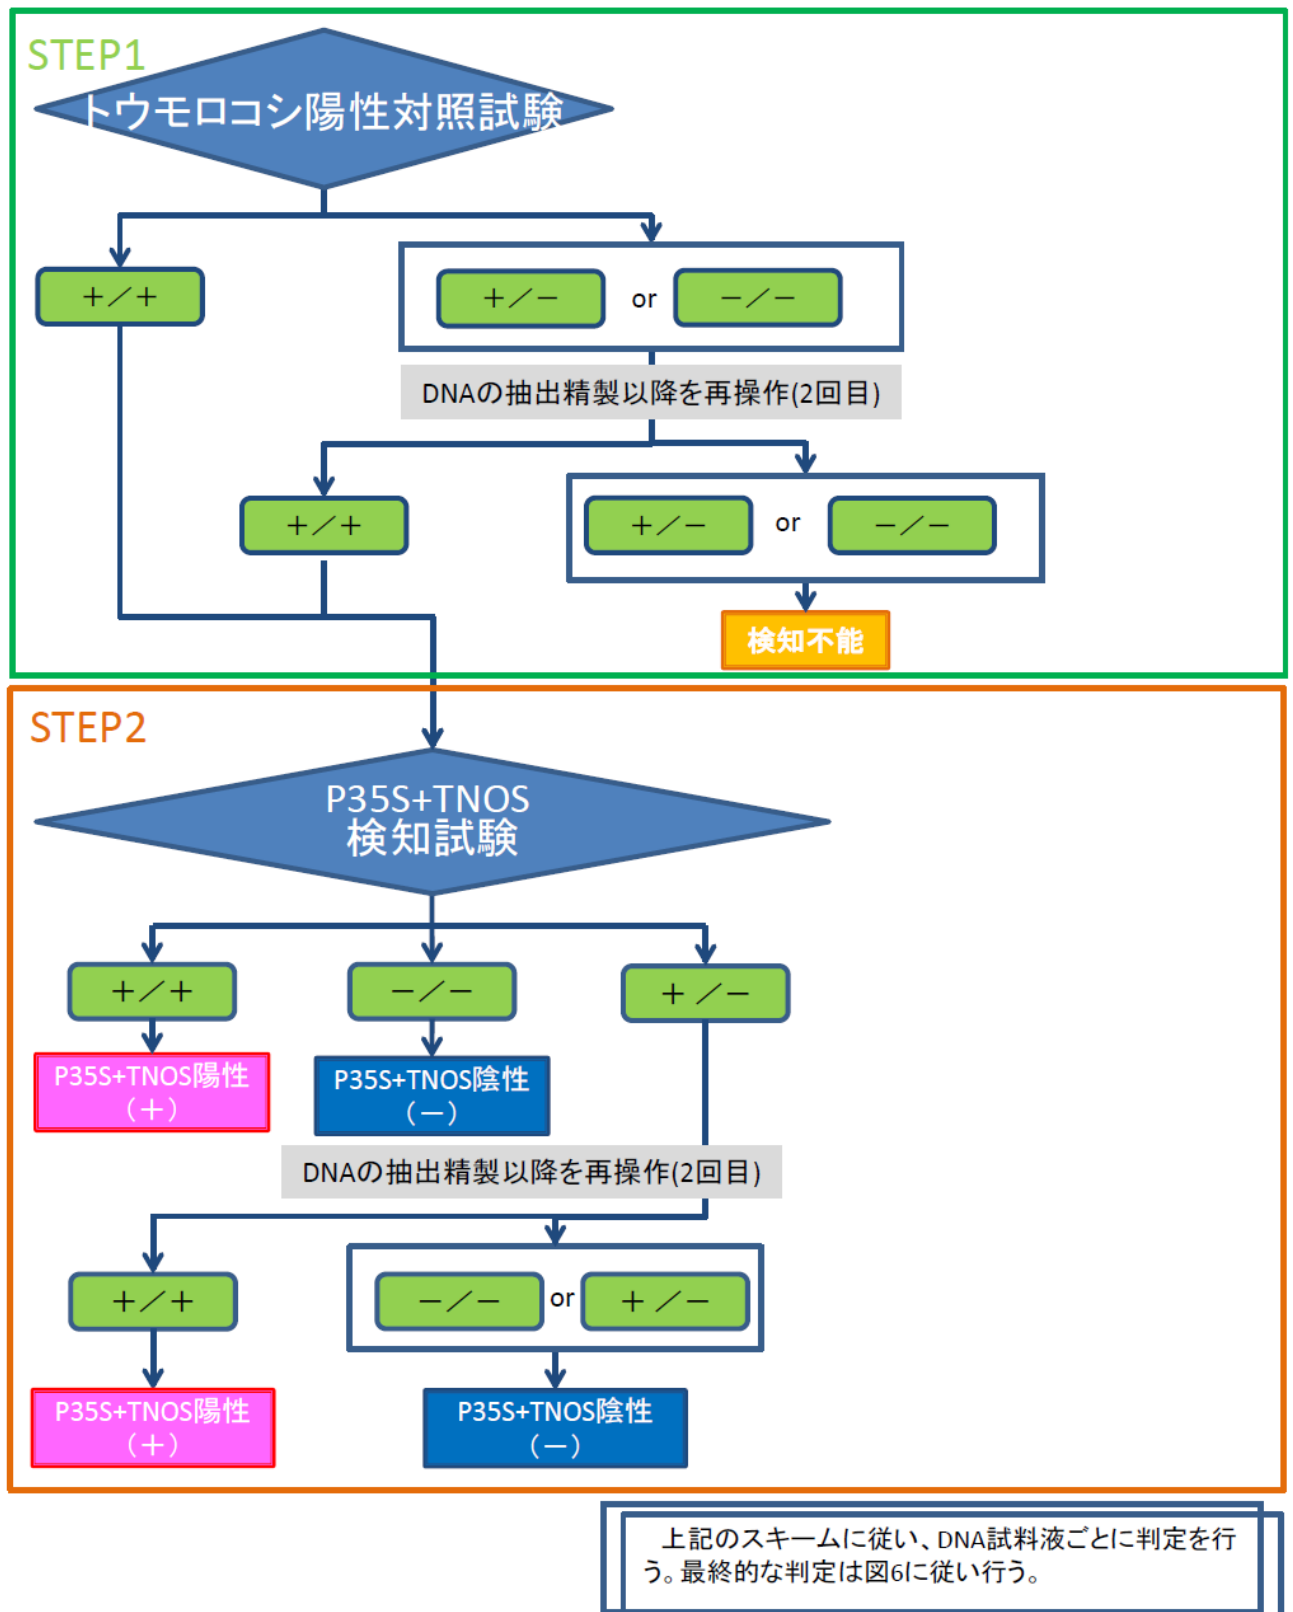 STEP1
トウモロコシ陽性対照試験
＋／＋
＋／－ or －／－
DNAの抽出精製以降を再操作(2回目)
＋／＋
＋／－ or －／－
検知不能
STEP2
P35S+TNOS
検知試験
＋／＋
－／－
＋／－
P35S+TNOS陽性
（＋）
P35S+TNOS陰性
（－）
DNAの抽出精製以降を再操作(2回目)
＋／＋
－／－ or ＋／－
P35S+TNOS陽性
（＋）
P35S+TNOS陰性
（－）
上記のスキームに従い、DNA試料液ごとに判定を行
う。最終的な判定は図6に従い行う。